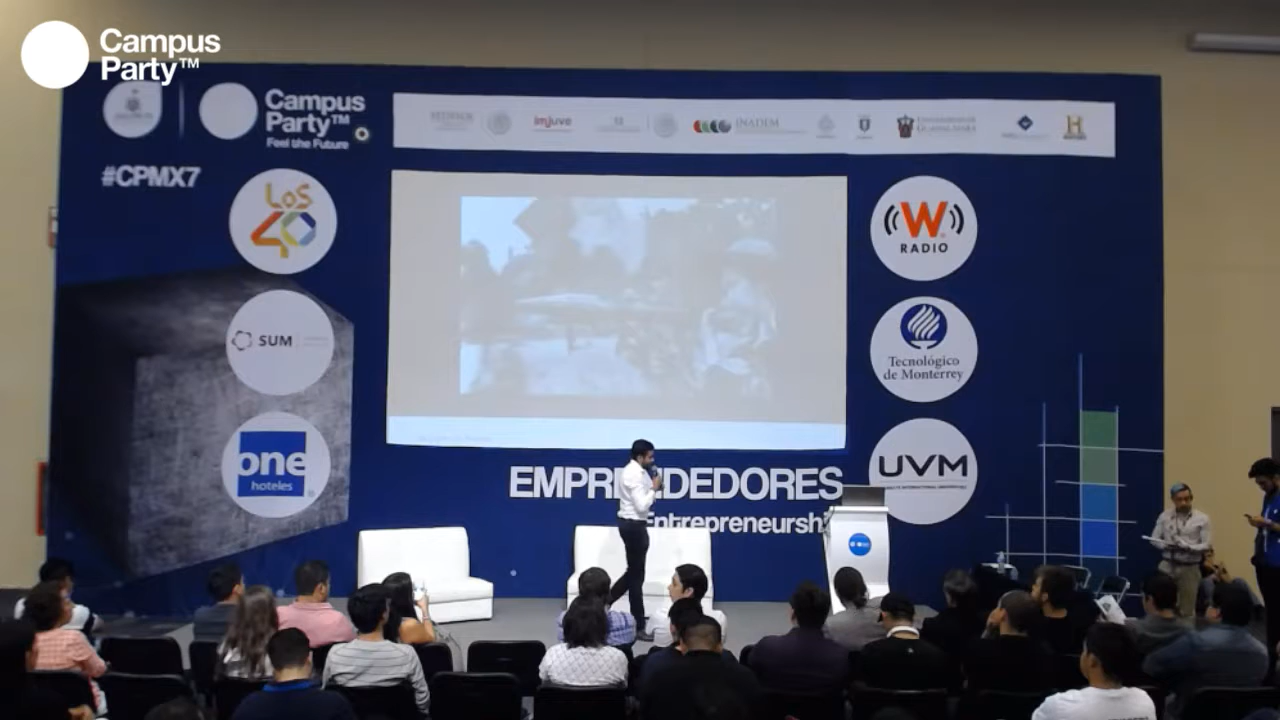 Campus
Party™
Campus
Party™
Feel the Future
imjuve
INADEM
#CPMX7
LOS
40
W
RADIO
SUM
Tecnológico
de Monterrey
one
hoteles
UVM
EMPRENDEDORES
Entrepreneursh